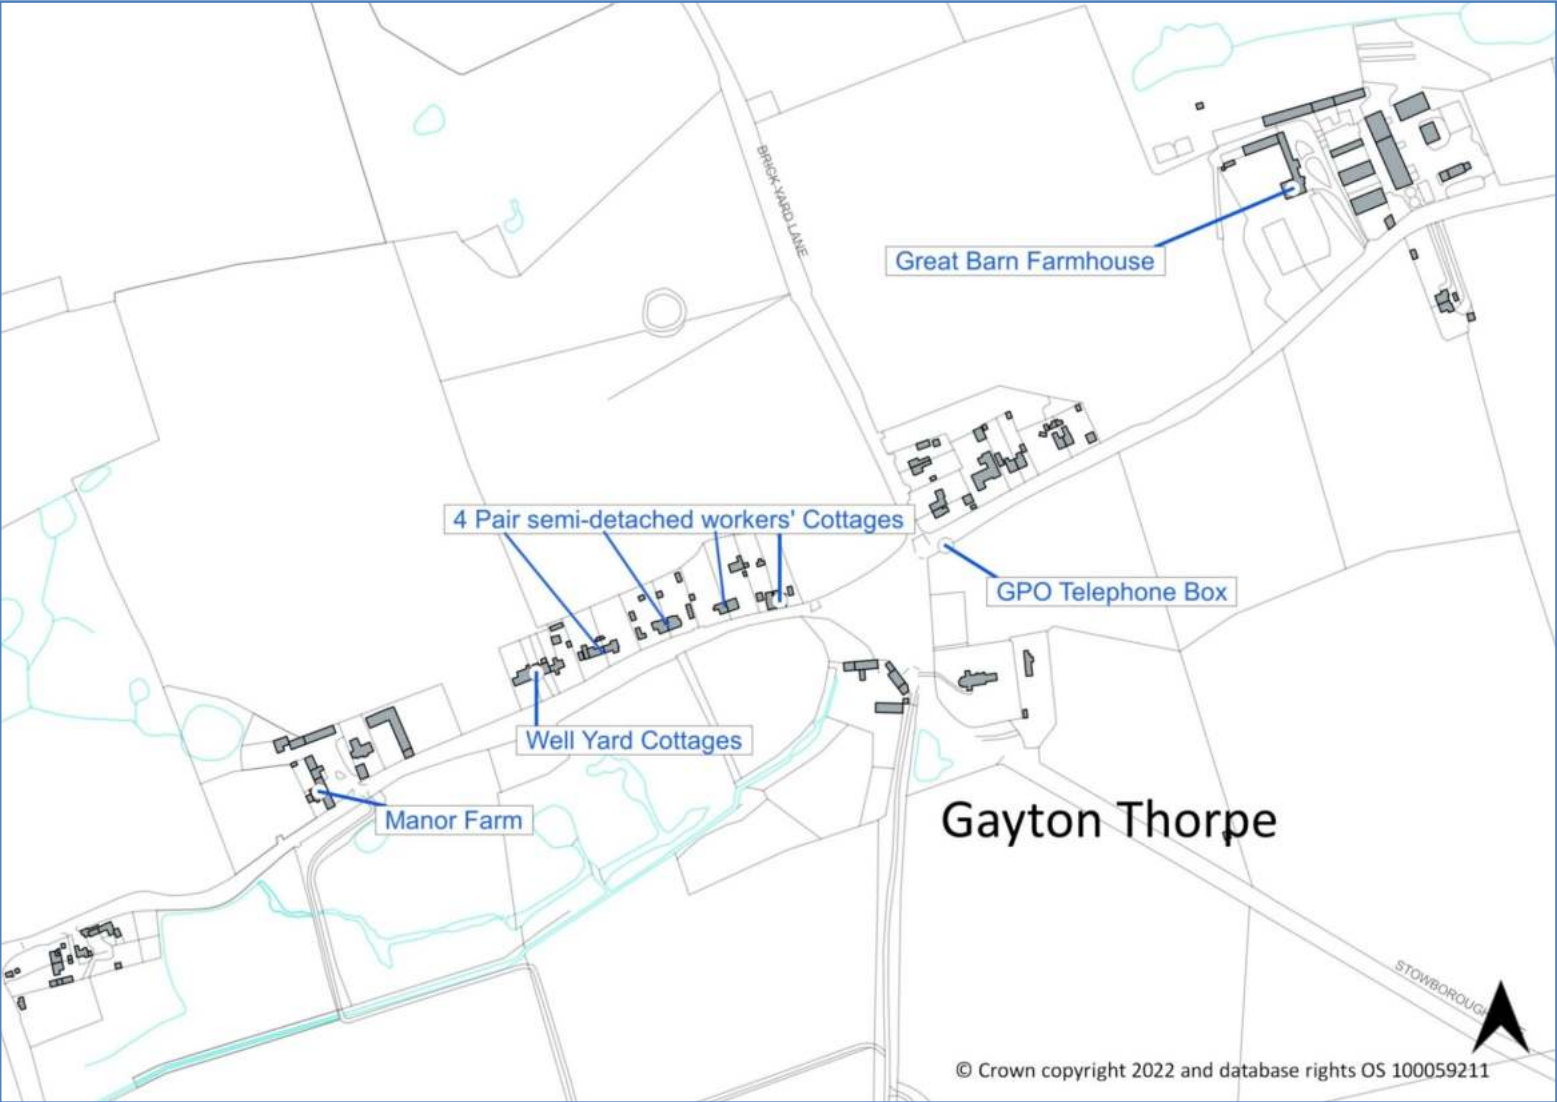 BRICK YARD LANE
Great Barn Farmhouse
4 Pair semi-detached workers' Cottages
GPO Telephone Box
Well Yard Cottages
Manor Farm
Gayton Thorpe
© Crown copyright 2022 and database rights OS 100059211